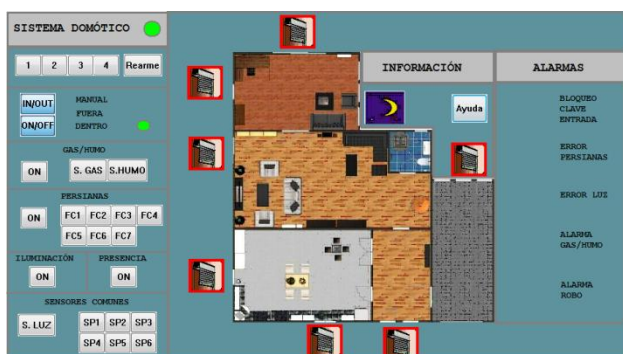 SISTEMA DOMÓTICO
1 2 3 4 Rearme
IN/OUT
ON/OFF
MANUAL
FUERA
DENTRO
GAS/HUMO
ON S. GAS S.HUMO
PERSIANAS
ON FC1 FC2 FC3 FC4
FC5 FC6 FC7
ILUMINACIÓN PRESENCIA
ON ON
SENSORES COMUNES
S. LUZ SP1 SP2 SP3
SP4 SP5 SP6
INFORMACIÓN
Ayuda
ALARMAS
BLOQUEO
CLAVE
ENTRADA
ERROR
PERSIANAS
ERROR LUZ
ALARMA
GAS/HUMO
ALARMA
ROBO